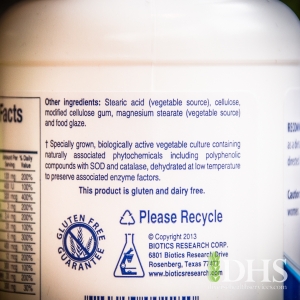 Facts
Other ingredients: Stearic acid (vegetable source), cellulose,
modified cellulose gum, magnesium stearate (vegetable source)
and food glaze.
† Specially grown, biologically active vegetable culture containing
naturally associated phytochemicals including polyphenolic
compounds with SOD and catalase, dehydrated at low temperature
to preserve associated enzyme factors.
This product is gluten and dairy free.
GLUTEN FREE
GUARANTEE
Please Recycle
© Copyright 2013
BIOTICS RESEARCH CORP.
6801 Biotics Research Drive
Rosenberg, Texas
www.bioticsresearch.com
DHS